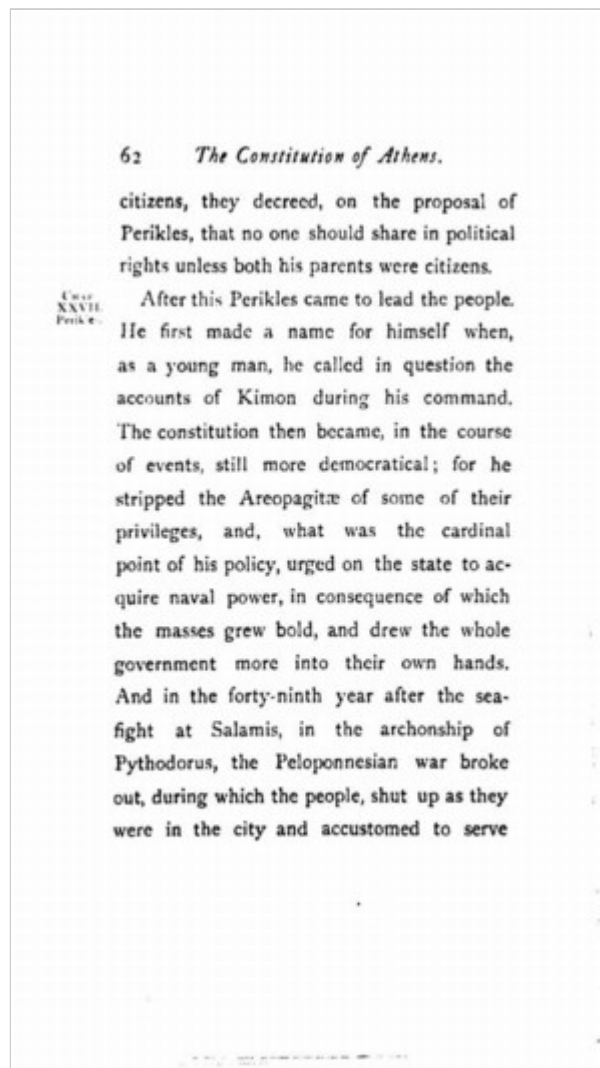 62 The Constitution of Athens.
citizens, they decreed, on the proposal of
Perikles, that no one should share in political
rights unless both his parents were citizens.
Chap.
XXVII.
Perikles.
After this Perikles came to lead the people.
He first made a name for himself when,
as a young man, he called in question the
accounts of Kimon during his command.
The constitution then became, in the course
of events, still more democratical; for he
stripped the Areopagitæ of some of their
privileges, and, what was the cardinal
point of his policy, urged on the state to ac-
quire naval power, in consequence of which
the masses grew bold, and drew the whole
government more into their own hands.
And in the forty-ninth year after the sea-
fight at Salamis, in the archonship of
Pythodorus, the Peloponnesian war broke
out, during which the people, shut up as they
were in the city and accustomed to serve